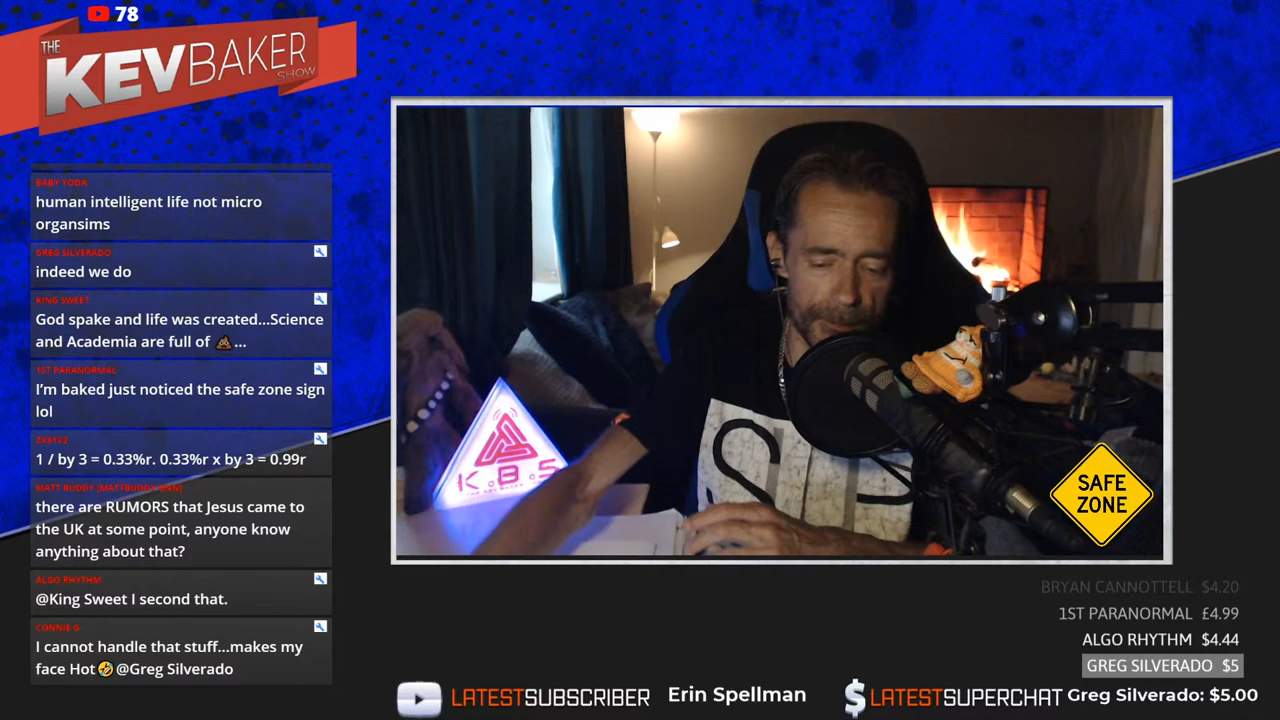 78
THE
KEVBAKER
SHOW
BABY YODA
human intelligent life not micro
organsims
GREG SILVERADO
indeed we do
KING SWEET
God spake and life was created...Science
and Academia are full of 💩...
1ST PARANORMAL
I'm baked just noticed the safe zone sign
lol
1 / by 3 = 0.33%r. 0.33%r x by 3 = 0.99r
there are RUMORS that Jesus came to
the UK at some point, anyone know
anything about that?
ALGO RHYTHM
@King Sweet I second that.
CONNIE G
I cannot handle that stuff...makes my
face Hot🤣@Greg Silverado
K.B.S
SAFE
ZONE
BRYAN CANNOTTELL $4.20
1ST PARANORMAL £4.99
ALGO RHYTHM $4.44
GREG SILVERADO $5
LATESTSUBSCRIBER Erin Spellman
LATESTSUPERCHAT Greg Silverado: $5.00